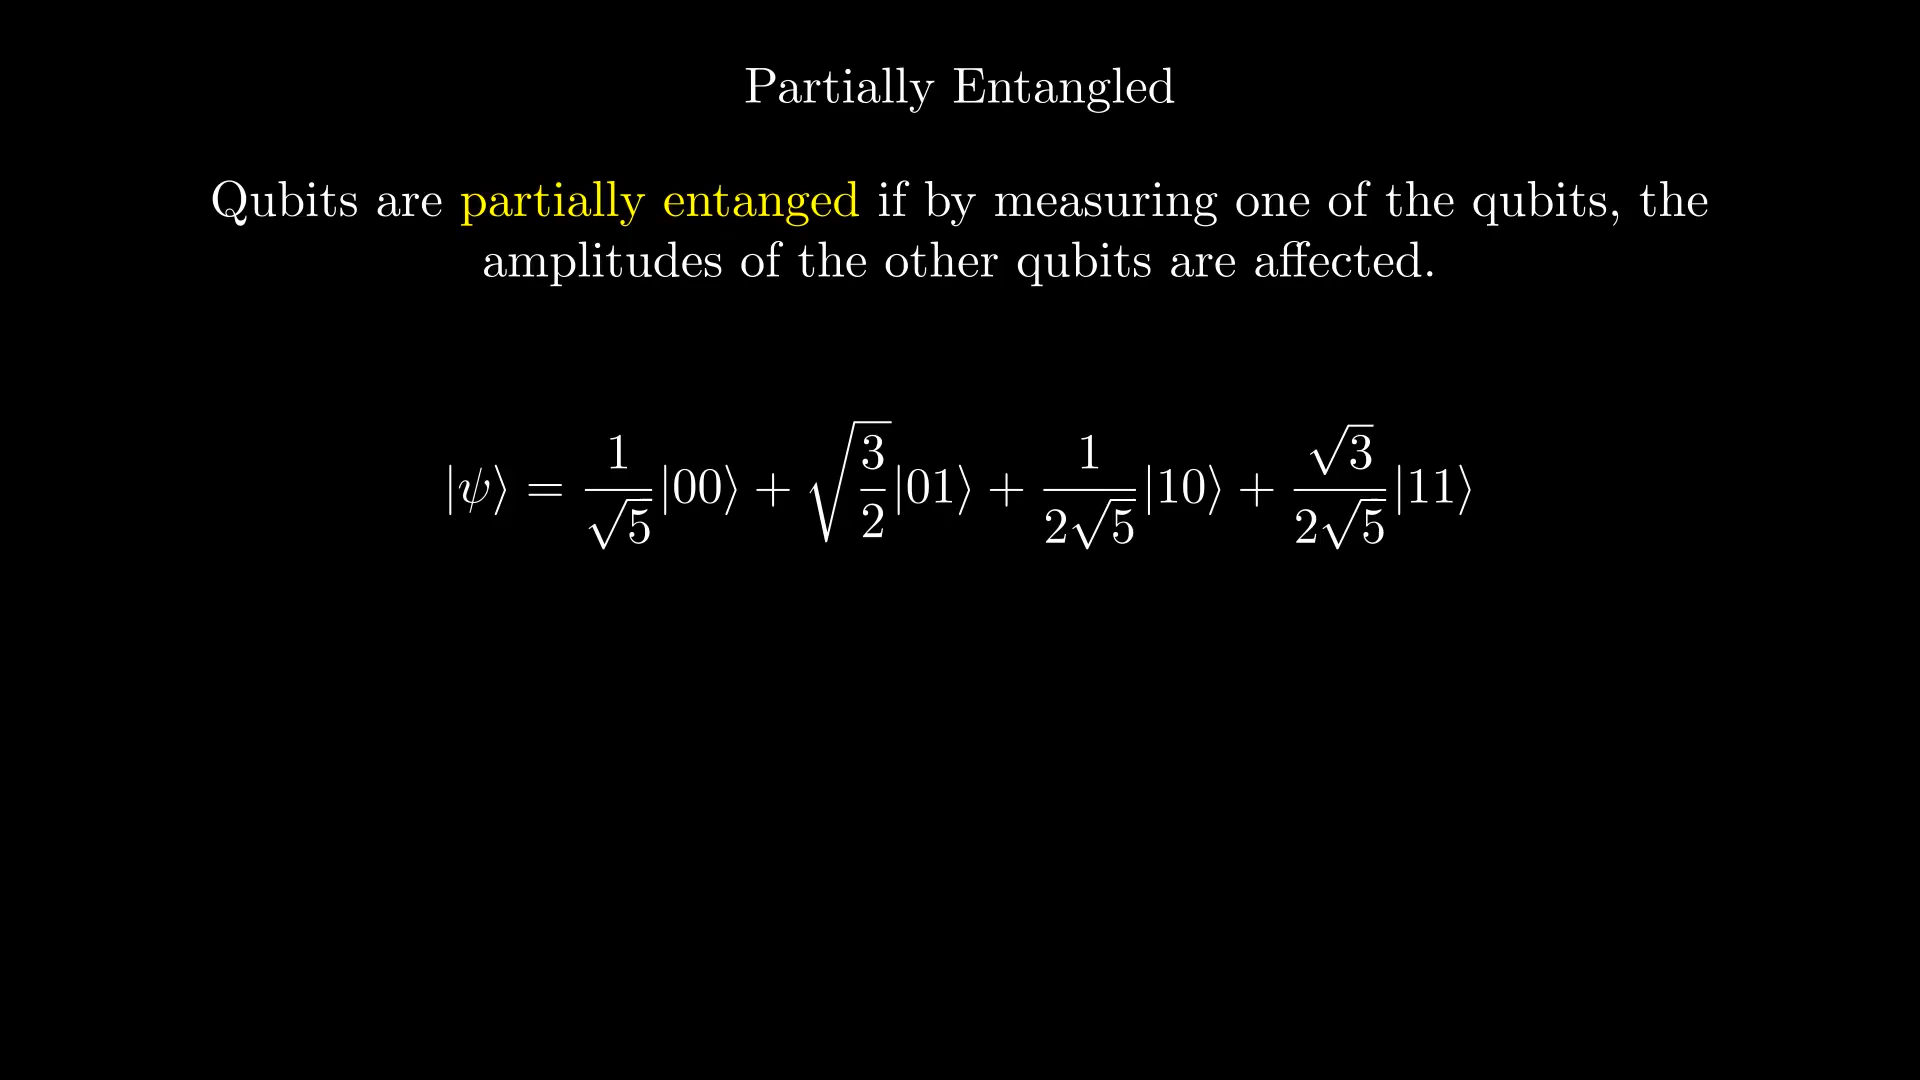 Partially Entangled
Qubits are partially entanged if by measuring one of the qubits, the
amplitudes of the other qubits are affected.
|ψ⟩ = 1/√5 |00⟩ + √(3/2) |01⟩ + 1/(2√5) |10⟩ + √3/(2√5) |11⟩